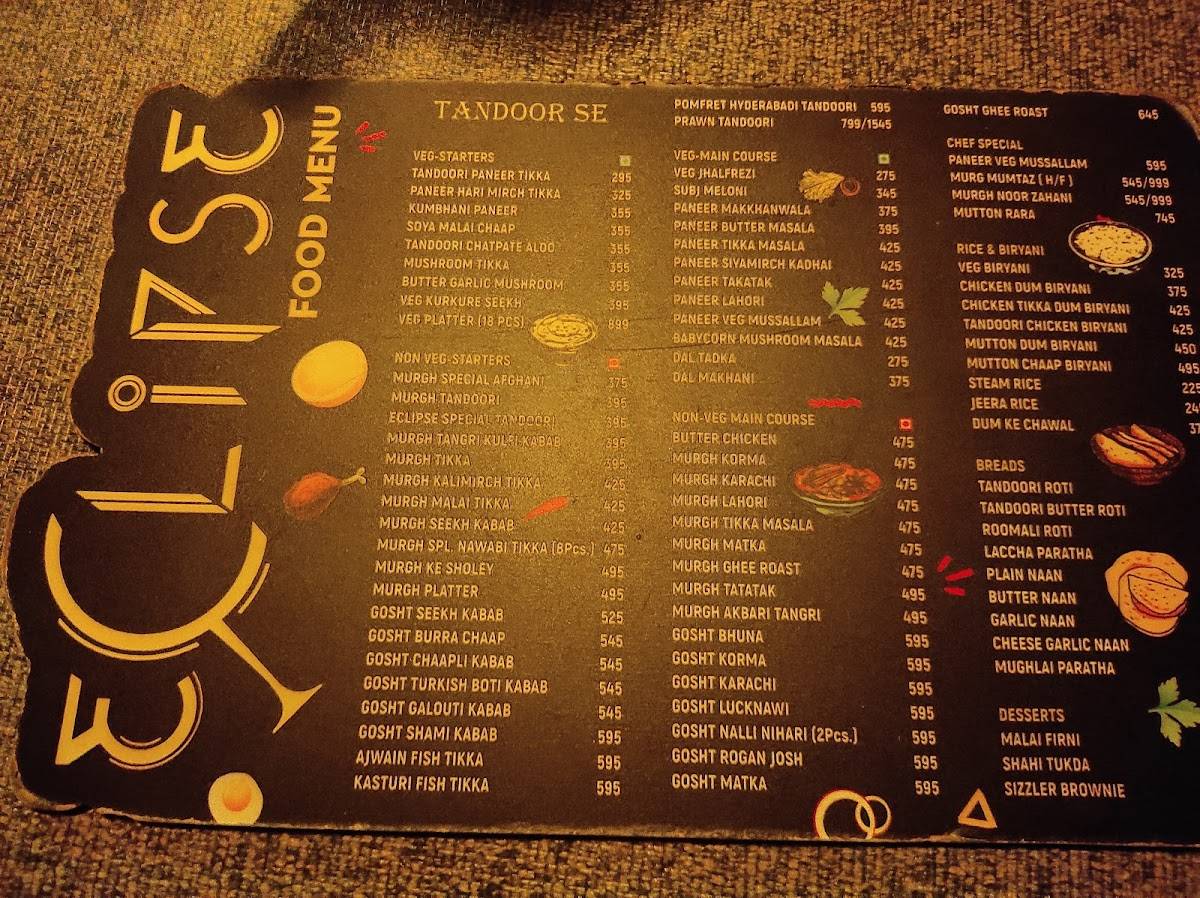 ECLIPSE
FOOD MENU
TANDOOR SE
VEG-STARTERS
TANDOORI PANEER TIKKA 295
PANEER HARI MIRCH TIKKA 325
KUMBHANI PANEER 355
SOYA MALAI CHAAP 355
TANDOORI CHATPATE ALOO 355
MUSHROOM TIKKA 355
BUTTER GARLIC MUSHROOM 355
VEG KURKURE SEEKH 395
VEG PLATTER (18 PCS) 899
NON VEG-STARTERS
MURGH SPECIAL AFGHANI 375
MURGH TANDOORI 395
ECLIPSE SPECIAL TANDOORI 395
MURGH TANGRI KULFI KABAB 395
MURGH TIKKA 395
MURGH KALIMIRCH TIKKA 425
MURGH MALAI TIKKA 425
MURGH SEEKH KABAB 425
MURGH SPL. NAWABI TIKKA (8Pcs.) 475
MURGH KE SHOLEY 495
MURGH PLATTER 495
GOSHT SEEKH KABAB 525
GOSHT BURRA CHAAP 545
GOSHT CHAAPLI KABAB 545
GOSHT TURKISH BOTI KABAB 545
GOSHT GALOUTI KABAB 545
GOSHT SHAMI KABAB 595
AJWAIN FISH TIKKA 595
KASTURI FISH TIKKA 595
POMFRET HYDERABADI TANDOORI 595
PRAWN TANDOORI 799/1545
VEG-MAIN COURSE
VEG JHALFREZI 275
SUBJ MELONI 345
PANEER MAKKHANWALA 375
PANEER BUTTER MASALA 395
PANEER TIKKA MASALA 425
PANEER SIYAMIRCH KADHAI 425
PANEER TAKATAK 425
PANEER LAHORI 425
PANEER VEG MUSSALLAM 425
BABYCORN MUSHROOM MASALA 425
DAL TADKA 275
DAL MAKHANI 375
NON-VEG MAIN COURSE
BUTTER CHICKEN 475
MURGH KORMA 475
MURGH KARACHI 475
MURGH LAHORI 475
MURGH TIKKA MASALA 475
MURGH MATKA 475
MURGH GHEE ROAST 475
MURGH TATATAK 495
MURGH AKBARI TANGRI 495
GOSHT BHUNA 595
GOSHT KORMA 595
GOSHT KARACHI 595
GOSHT LUCKNAWI 595
GOSHT NALLI NIHARI (2Pcs.) 595
GOSHT ROGAN JOSH 595
GOSHT MATKA 595
GOSHT GHEE ROAST 645
CHEF SPECIAL
PANEER VEG MUSSALLAM 595
MURG MUMTAZ ( H/F ) 545/999
MURGH NOOR ZAHANI 545/999
MUTTON RARA 745
RICE & BIRYANI
VEG BIRYANI 325
CHICKEN DUM BIRYANI 375
CHICKEN TIKKA DUM BIRYANI 425
TANDOORI CHICKEN BIRYANI 425
MUTTON DUM BIRYANI 450
MUTTON CHAAP BIRYANI 495
STEAM RICE 225
JEERA RICE
DUM KE CHAWAL
BREADS
TANDOORI ROTI
TANDOORI BUTTER ROTI
ROOMALI ROTI
LACCHA PARATHA
PLAIN NAAN
BUTTER NAAN
GARLIC NAAN
CHEESE GARLIC NAAN
MUGHLAI PARATHA
DESSERTS
MALAI FIRNI
SHAHI TUKDA
SIZZLER BROWNIE